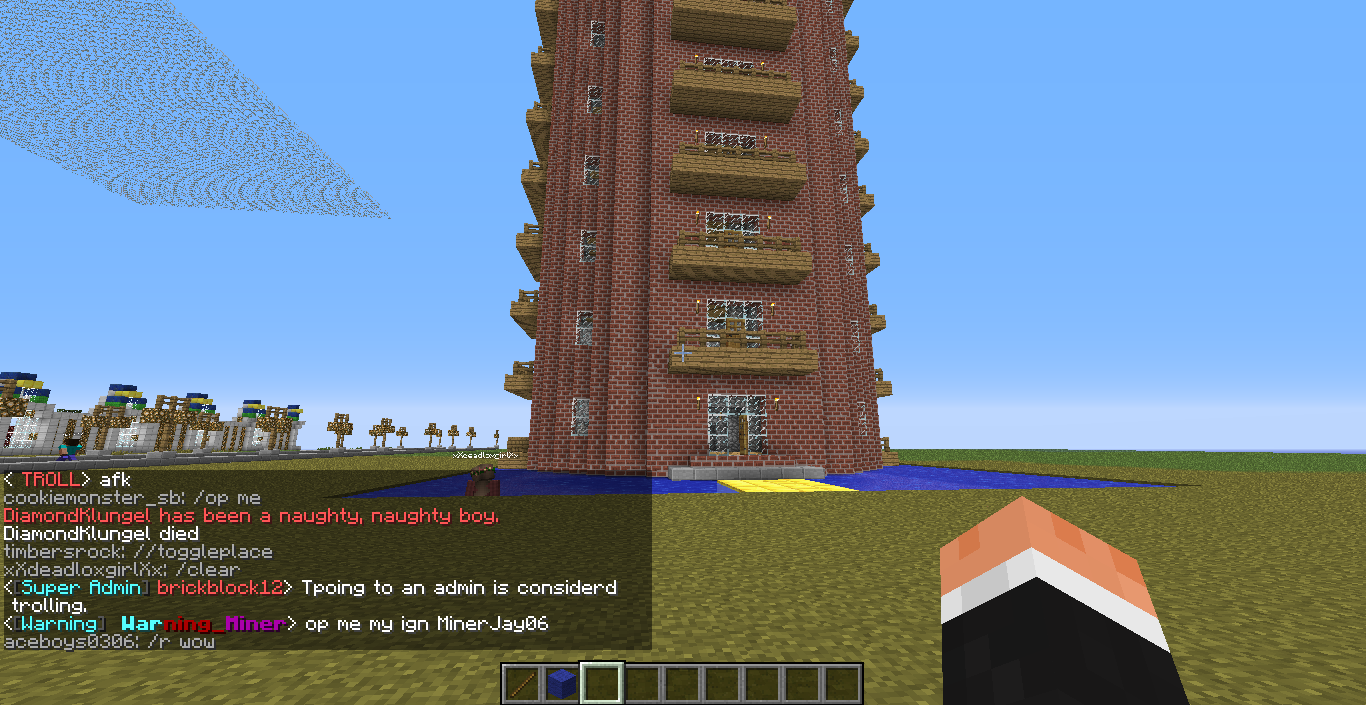 xXdeadloxgirlXx
< TROLL> afk
cookiemonster_sb: /op me
DiamondKlungel has been a naughty, naughty boy.
DiamondKlungel died
timbersrock: //toggleplace
xXdeadloxgirlXx: /clear
<[Super Admin] brickblock12> Tpoing to an admin is considerd
trolling.
<[Warning] Warning_Miner> op me my ign MinerJay06
aceboys0306: /r wow